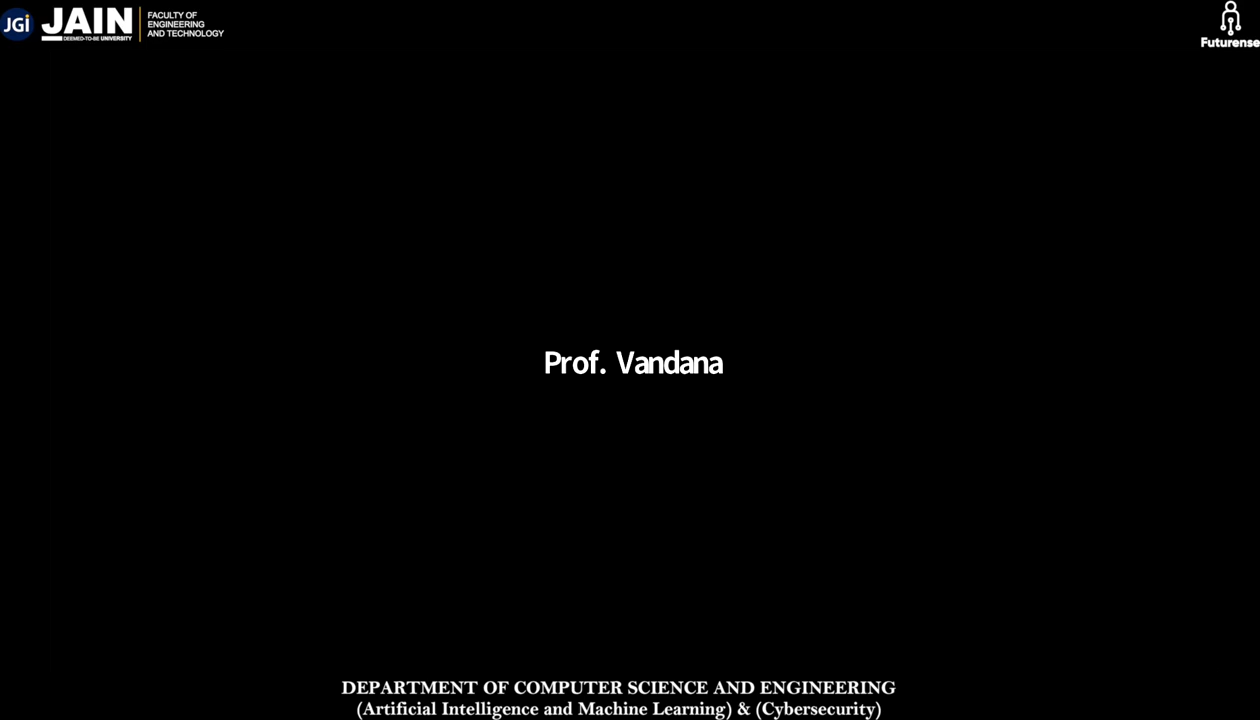 JGi
JAIN
DEEMED-TO-BE UNIVERSITY
FACULTY OF
ENGINEERING
AND TECHNOLOGY
Futurense
Prof. Vandana
DEPARTMENT OF COMPUTER SCIENCE AND ENGINEERING
(Artificial Intelligence and Machine Learning) & (Cybersecurity)